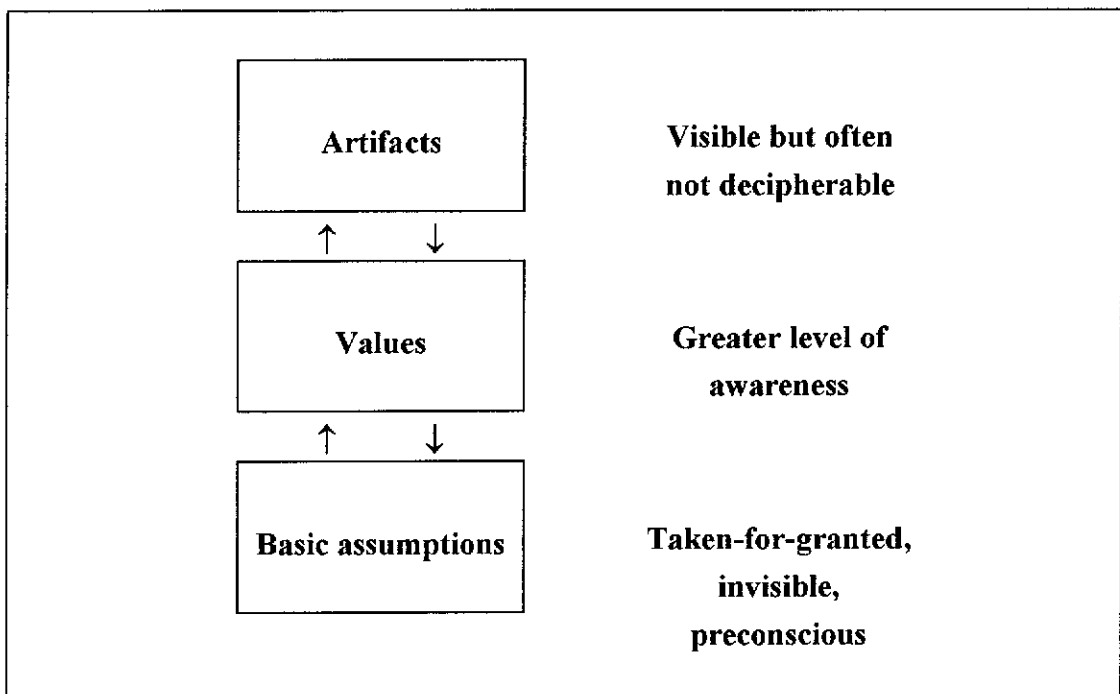 Artifacts
Visible but often
not decipherable
↑ ↓
Values
Greater level of
awareness
↑ ↓
Basic assumptions
Taken-for-granted,
invisible,
preconscious